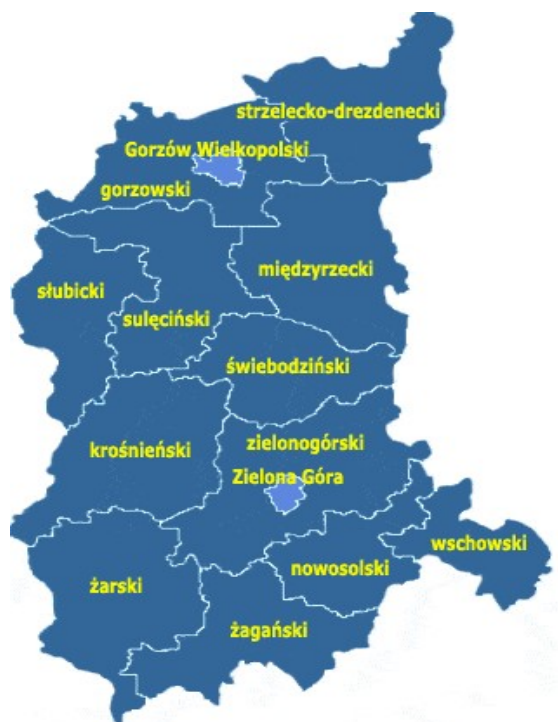 strzelecko-drezdenecki
Gorzów Wielkopolski
gorzowski
międzyrzecki
słubicki
sulęciński
świebodziński
zielonogórski
krośnieński
Zielona Góra
wschowski
nowosolski
żarski
żagański